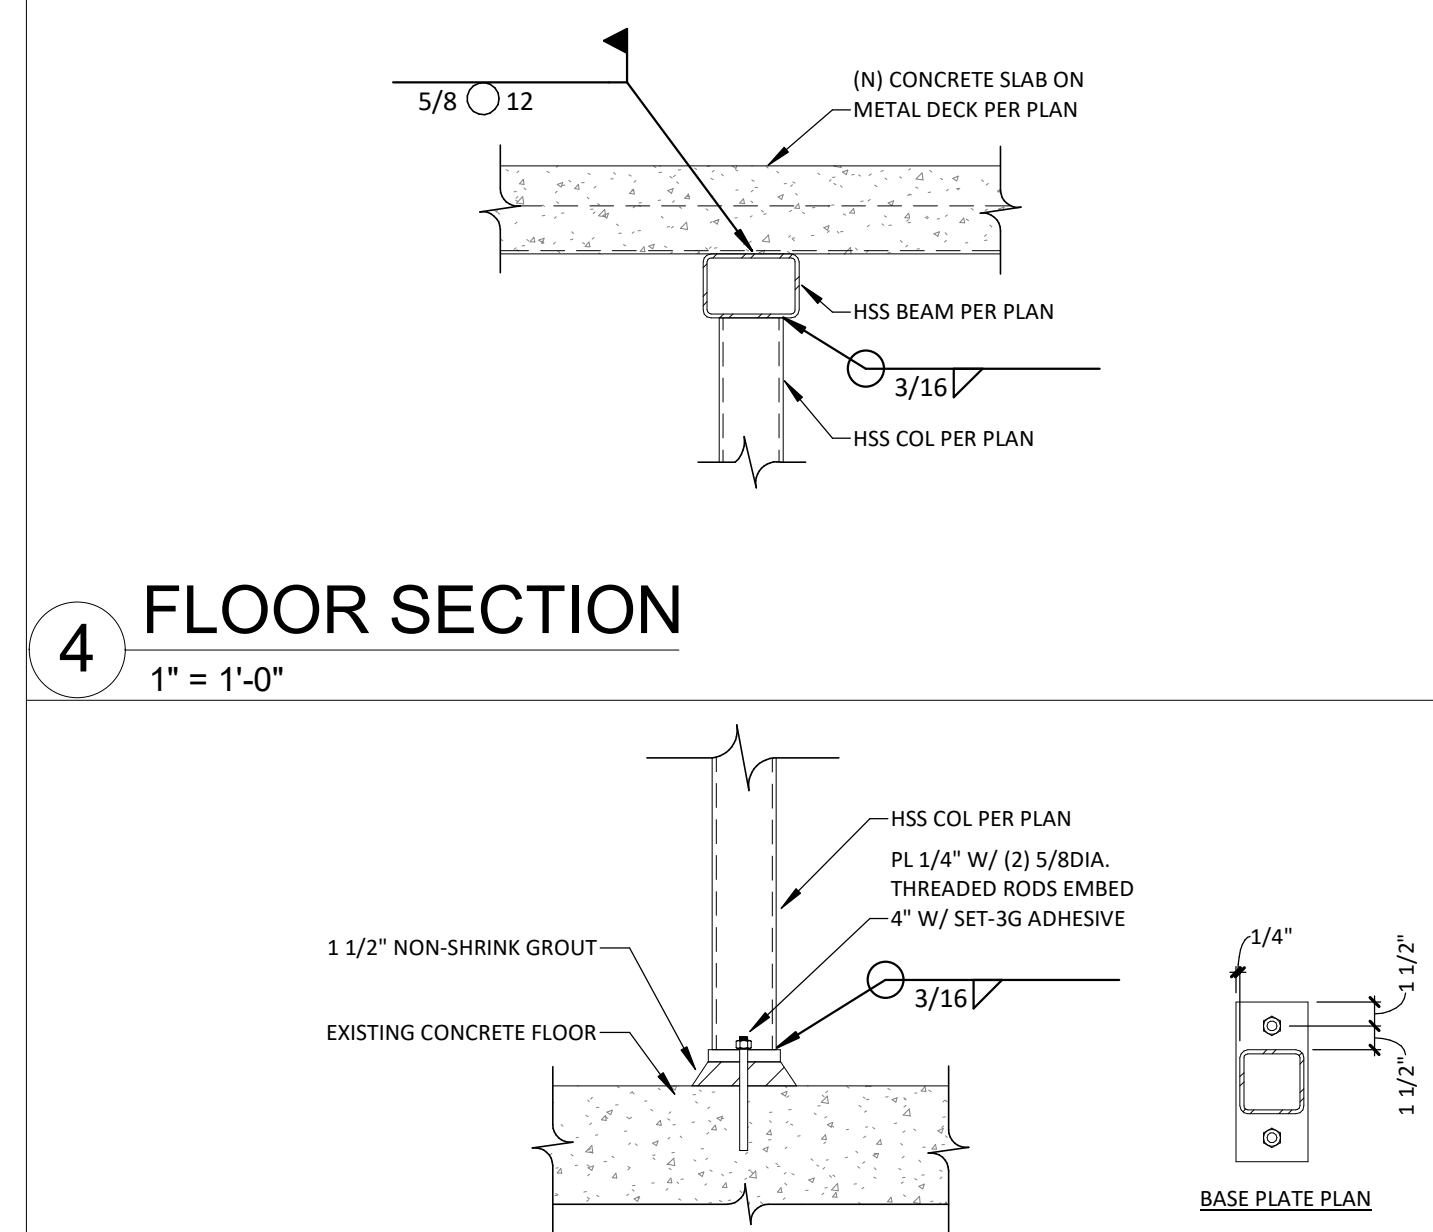 5/8 12
(N) CONCRETE SLAB ON
METAL DECK PER PLAN
HSS BEAM PER PLAN
3/16
HSS COL PER PLAN
4
FLOOR SECTION
1" = 1'-0"
HSS COL PER PLAN
PL 1/4" W/ (2) 5/8DIA.
THREADED RODS EMBED
4" W/ SET-3G ADHESIVE
1 1/2" NON-SHRINK GROUT
3/16
EXISTING CONCRETE FLOOR
1/4"
1 1/2"
1 1/2"
BASE PLATE PLAN